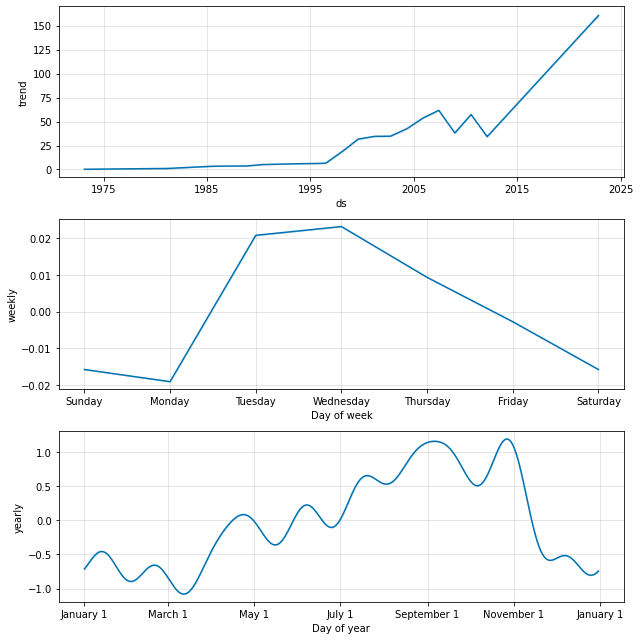 150
125
100
75
50
25
0
trend
1975
1985
1995
2005
2015
2025
ds
0.02
0.01
0.00
−0.01
−0.02
weekly
Sunday
Monday
Tuesday
Wednesday
Thursday
Friday
Saturday
Day of week
1.0
0.5
0.0
−0.5
−1.0
yearly
January 1
March 1
May 1
July 1
September 1
November 1
January 1
Day of year